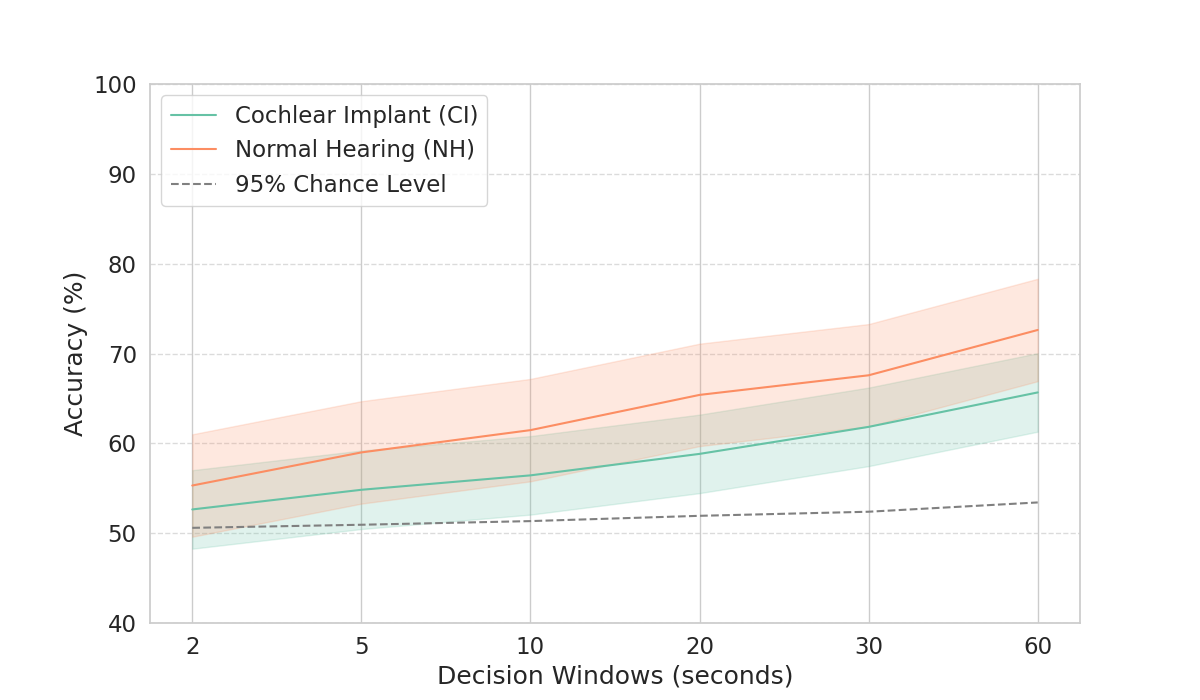 Cochlear Implant (CI)
Normal Hearing (NH)
95% Chance Level
Accuracy (%)
100
90
80
70
60
50
40
2 5 10 20 30 60
Decision Windows (seconds)